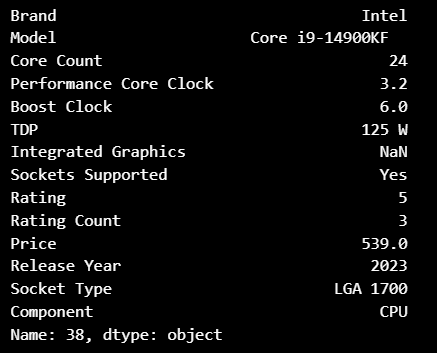 Brand Intel
Model Core i9-14900KF
Core Count 24
Performance Core Clock 3.2
Boost Clock 6.0
TDP 125 W
Integrated Graphics NaN
Sockets Supported Yes
Rating 5
Rating Count 3
Price 539.0
Release Year 2023
Socket Type LGA 1700
Component CPU
Name: 38, dtype: object